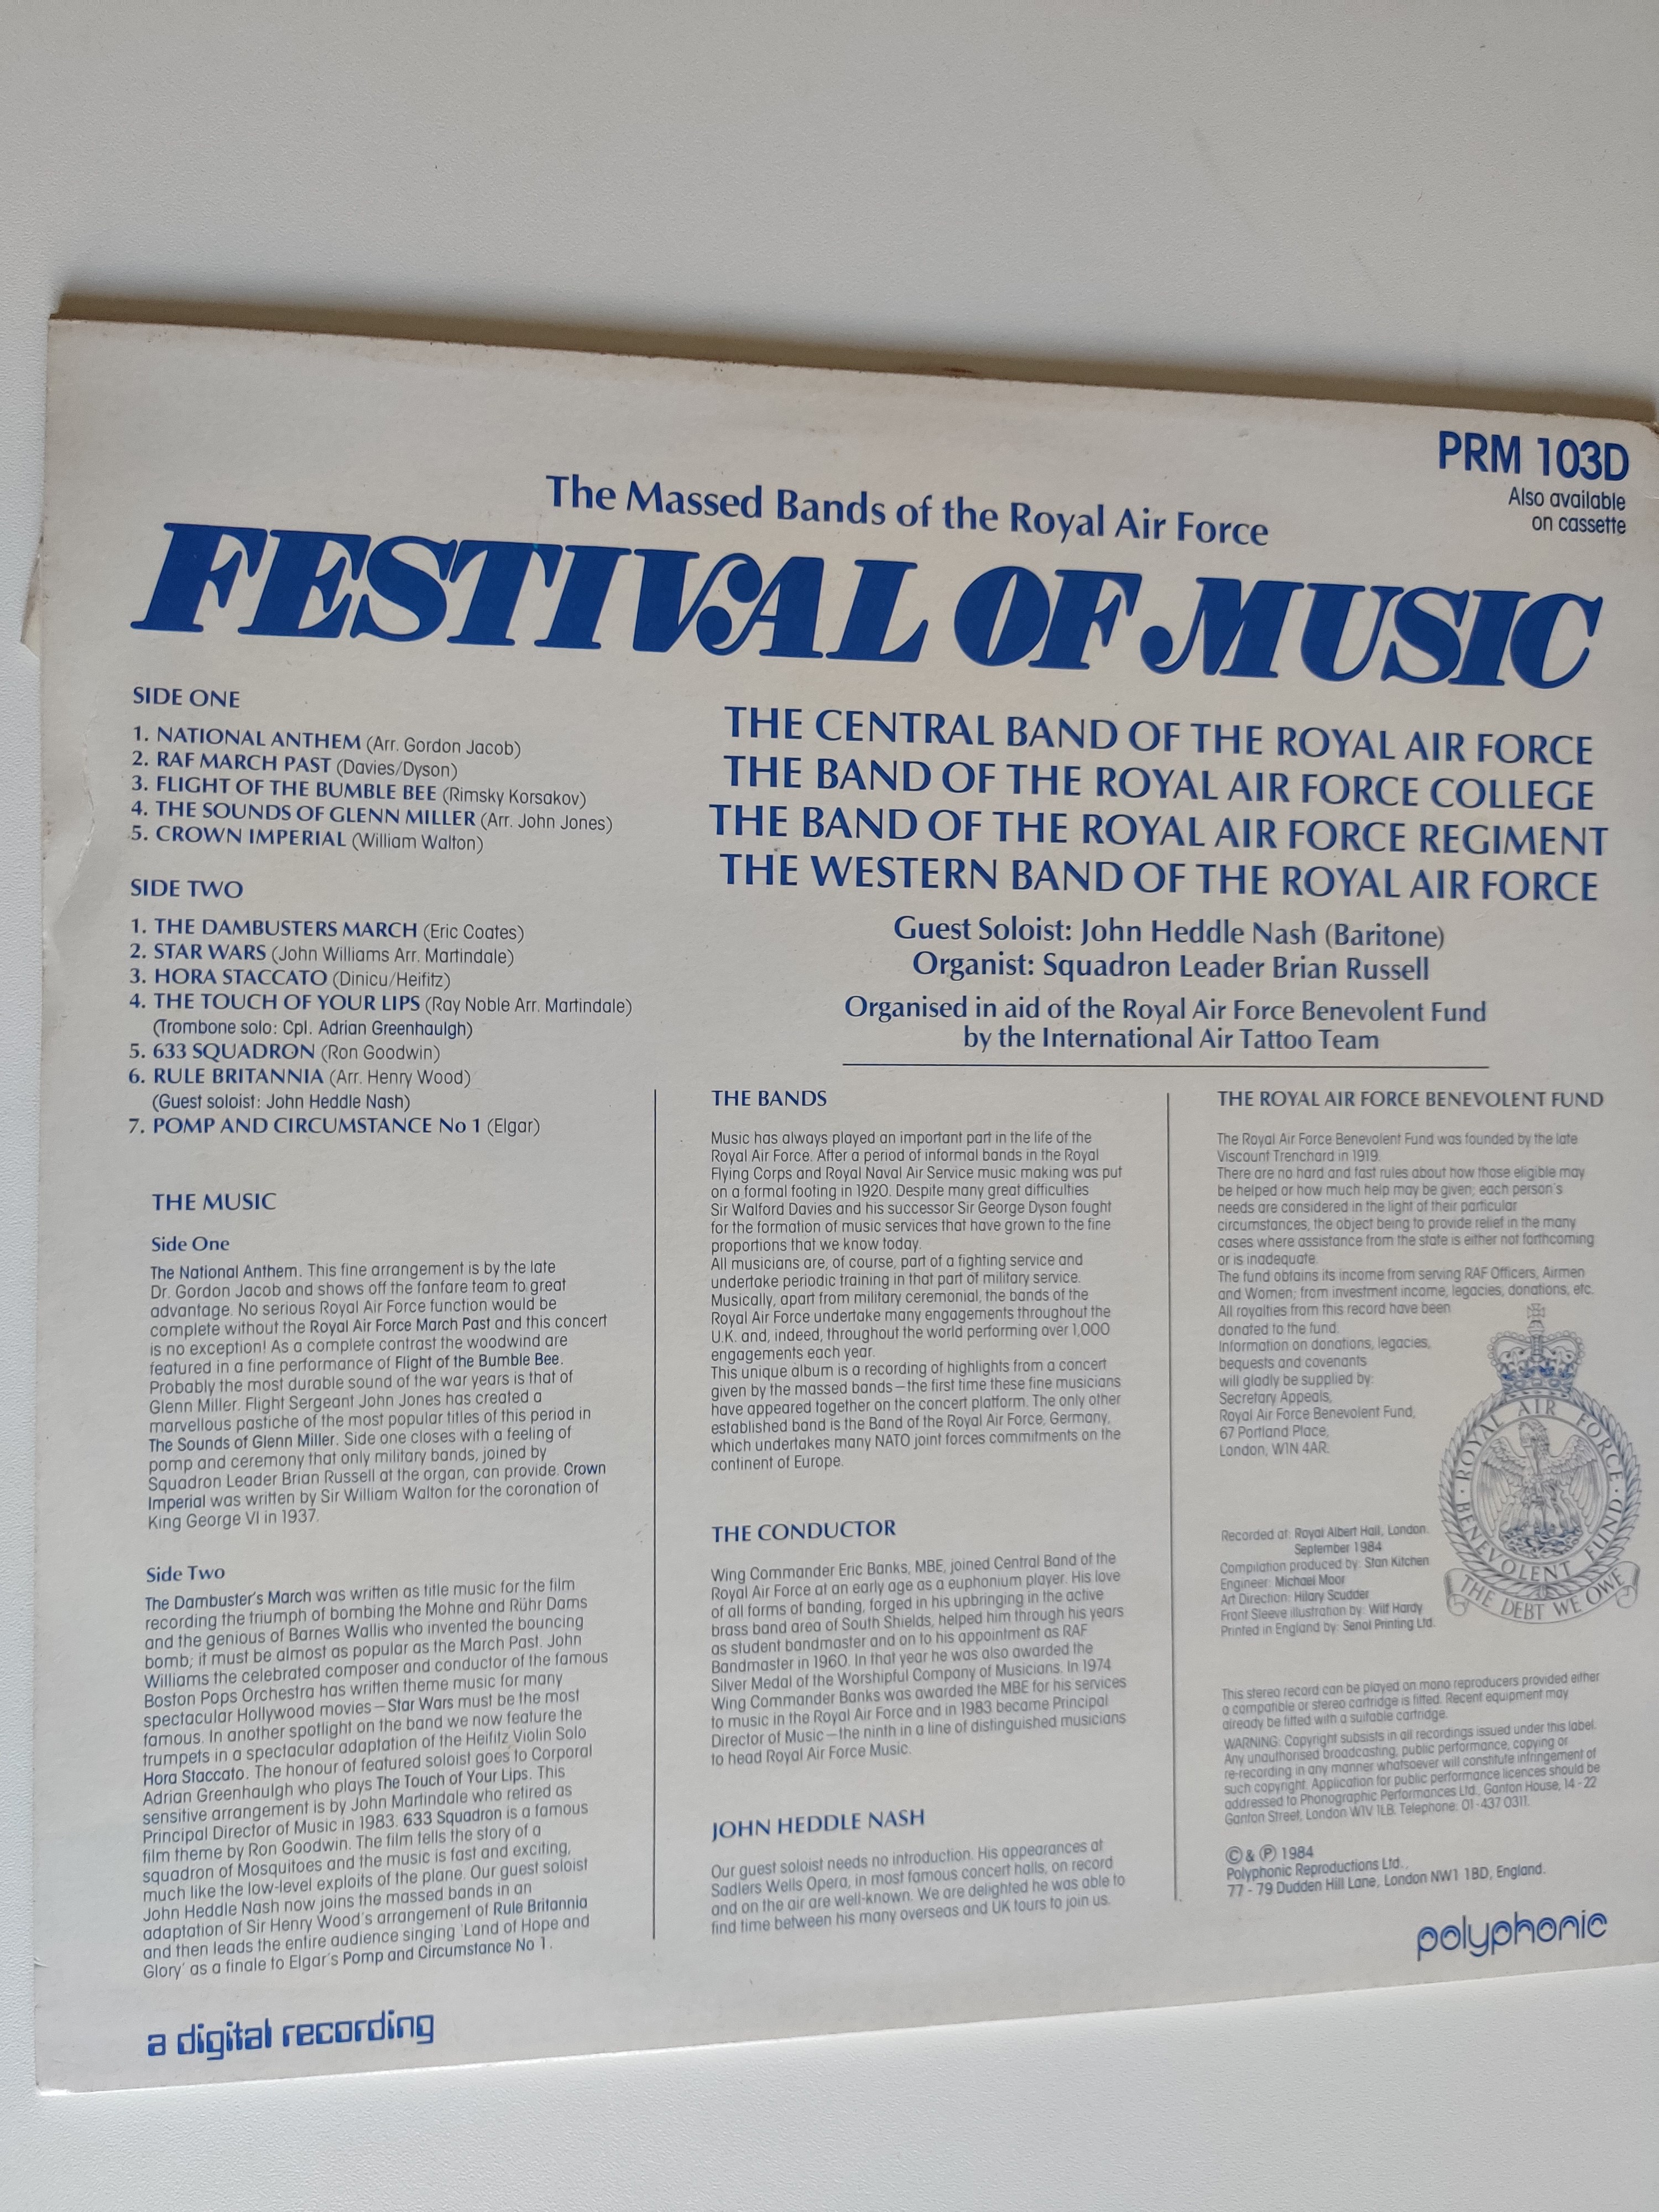 PRM 103D
Also available
on cassette
The Massed Bands of the Royal Air Force
FESTIVAL OF MUSIC
SIDE ONE
1. NATIONAL ANTHEM (Arr. Gordon Jacob)
2. RAF MARCH PAST (Davies/Dyson)
3. FLIGHT OF THE BUMBLE BEE (Rimsky Korsakov)
4. THE SOUNDS OF GLENN MILLER (Arr. John Jones)
5. CROWN IMPERIAL (William Walton)
SIDE TWO
1. THE DAMBUSTERS MARCH (Eric Coates)
2. STAR WARS (John Williams Arr. Martindale)
3. HORA STACCATO (Dinicu/Heifitz)
4. THE TOUCH OF YOUR LIPS (Ray Noble Arr. Martindale)
(Trombone solo: Cpl. Adrian Greenhaulgh)
5. 633 SQUADRON (Ron Goodwin)
6. RULE BRITANNIA (Arr. Henry Wood)
(Guest soloist: John Heddle Nash)
7. POMP AND CIRCUMSTANCE No 1 (Elgar)
THE CENTRAL BAND OF THE ROYAL AIR FORCE
THE BAND OF THE ROYAL AIR FORCE COLLEGE
THE BAND OF THE ROYAL AIR FORCE REGIMENT
THE WESTERN BAND OF THE ROYAL AIR FORCE
Guest Soloist: John Heddle Nash (Baritone)
Organist: Squadron Leader Brian Russell
Organised in aid of the Royal Air Force Benevolent Fund
by the International Air Tattoo Team
THE MUSIC
Side One
The National Anthem. This fine arrangement is by the late
Dr. Gordon Jacob and shows off the fanfare team to great
advantage. No serious Royal Air Force function would be
complete without the Royal Air Force March Past and this concert
is no exception! As a complete contrast the woodwind are
featured in a fine performance of Flight of the Bumble Bee.
Probably the most durable sound of the war years is that of
Glenn Miller. Flight Sergeant John Jones has created a
marvellous pastiche of the most popular titles of this period in
The Sounds of Glenn Miller. Side one closes with a feeling of
pomp and ceremony that only military bands, joined by
Squadron Leader Brian Russell at the organ, can provide. Crown
Imperial was written by Sir William Walton for the coronation of
King George VI in 1937.
Side Two
The Dambuster's March was written as title music for the film
recording the triumph of bombing the Mohne and Rühr Dams
and the genious of Barnes Wallis who invented the bouncing
bomb; it must be almost as popular as the March Past. John
Williams the celebrated composer and conductor of the famous
Boston Pops Orchestra has written theme music for many
spectacular Hollywood movies—Star Wars must be the most
famous. In another spotlight on the band we now feature the
trumpets in a spectacular adaptation of the Heifitz Violin Solo
Hora Staccato. The honour of featured soloist goes to Corporal
Adrian Greenhaulgh who plays The Touch of Your Lips. This
sensitive arrangement is by John Martindale who retired as
Principal Director of Music in 1983. 633 Squadron is a famous
film theme by Ron Goodwin. The film tells the story of a
squadron of Mosquitoes and the music is fast and exciting,
much like the low-level exploits of the plane. Our guest soloist
John Heddle Nash now joins the massed bands in an
adaptation of Sir Henry Wood's arrangement of Rule Britannia
and then leads the entire audience singing 'Land of Hope and
Glory' as a finale to Elgar's Pomp and Circumstance No 1.
a digital recording
THE BANDS
Music has always played an important part in the life of the
Royal Air Force. After a period of informal bands in the Royal
Flying Corps and Royal Naval Air Service music making was put
on a formal footing in 1920. Despite many great difficulties
Sir Walford Davies and his successor Sir George Dyson fought
for the formation of music services that have grown to the fine
proportions that we know today.
All musicians are, of course, part of a fighting service and
undertake periodic training in that part of military service.
Musically, apart from military ceremonial, the bands of the
Royal Air Force undertake many engagements throughout the
U.K. and, indeed, throughout the world performing over 1,000
engagements each year.
This unique album is a recording of highlights from a concert
given by the massed bands—the first time these fine musicians
have appeared together on the concert platform. The only other
established band is the Band of the Royal Air Force, Germany,
which undertakes many NATO joint forces commitments on the
continent of Europe.
THE CONDUCTOR
Wing Commander Eric Banks, MBE, joined Central Band of the
Royal Air Force at an early age as a euphonium player. His love
of all forms of banding, forged in his upbringing in the active
brass band area of South Shields, helped him through his years
as student bandmaster and on to his appointment as RAF
Bandmaster in 1960. In that year he was also awarded the
Silver Medal of the Worshipful Company of Musicians. In 1974
Wing Commander Banks was awarded the MBE for his services
to music in the Royal Air Force and in 1983 became Principal
Director of Music—the ninth in a line of distinguished musicians
to head Royal Air Force Music.
JOHN HEDDLE NASH
Our guest soloist needs no introduction. His appearances at
Sadlers Wells Opera, in most famous concert halls, on record
and on the air are well-known. We are delighted he was able to
find time between his many overseas and UK tours to join us.
THE ROYAL AIR FORCE BENEVOLENT FUND
The Royal Air Force Benevolent Fund was founded by the late
Viscount Trenchard in 1919.
There are no hard and fast rules about how those eligible may
be helped or how much help may be given; each person's
needs are considered in the light of their particular
circumstances, the object being to provide relief in the many
cases where assistance from the state is either not forthcoming
or is inadequate.
The fund obtains its income from serving RAF Officers, Airmen
and Women; from investment income, legacies, donations, etc.
All royalties from this record have been
donated to the fund.
Information on donations, legacies,
bequests and covenants
will gladly be supplied by:
Secretary Appeals,
Royal Air Force Benevolent Fund,
67 Portland Place,
London, W1N 4AR.
ROYAL AIR FORCE
BENEVOLENT FUND
THE DEBT WE OWE
Recorded at: Royal Albert Hall, London.
September 1984
Compilation produced by: Stan Kitchen
Engineer: Michael Moor
Art Direction: Hilary Scudder
Front Sleeve illustration by: Wilf Hardy
Printed in England by: Senol Printing Ltd.
This stereo record can be played on mono reproducers provided either
a compatible or stereo cartridge is fitted. Recent equipment may
already be fitted with a suitable cartridge.
WARNING: Copyright subsists in all recordings issued under this label.
Any unauthorised broadcasting, public performance, copying or
re-recording in any manner whatsoever will constitute infringement of
such copyright. Application for public performance licences should be
addressed to Phonographic Performances Ltd., Ganton House, 14-22
Ganton Street, London W1V 1LB. Telephone: 01-437 0311.
© & ℗ 1984
Polyphonic Reproductions Ltd.,
77-79 Dudden Hill Lane, London NW1 1BD, England.
polyphonic